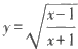 y = √((x − 1)/(x + 1))